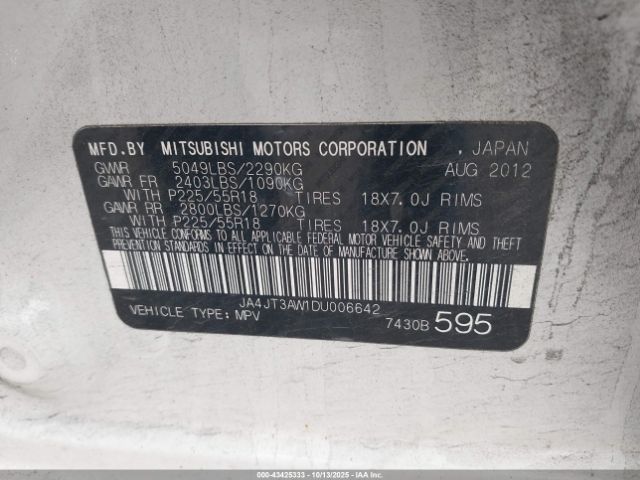 MFD.BY MITSUBISHI MOTORS CORPORATION . JAPAN
GVWR 5049LBS/2290KG AUG 2012
GAWR FR 2403LBS/1090KG
WITH P225/55R18 TIRES 18X7.0J RIMS
GAWR RR 2800LBS/1270KG
WITH P225/55R18 TIRES 18X7.0J RIMS
THIS VEHICLE CONFORMS TO ALL APPLICABLE FEDERAL MOTOR VEHICLE SAFETY AND THEFT
PREVENTION STANDARDS IN EFFECT ON THE DATE OF MANUFACTURE SHOWN ABOVE.
JA4JT3AW1DU006642
VEHICLE TYPE: MPV 7430B 595
000-43425333 - 10/13/2025 - IAAI.COM